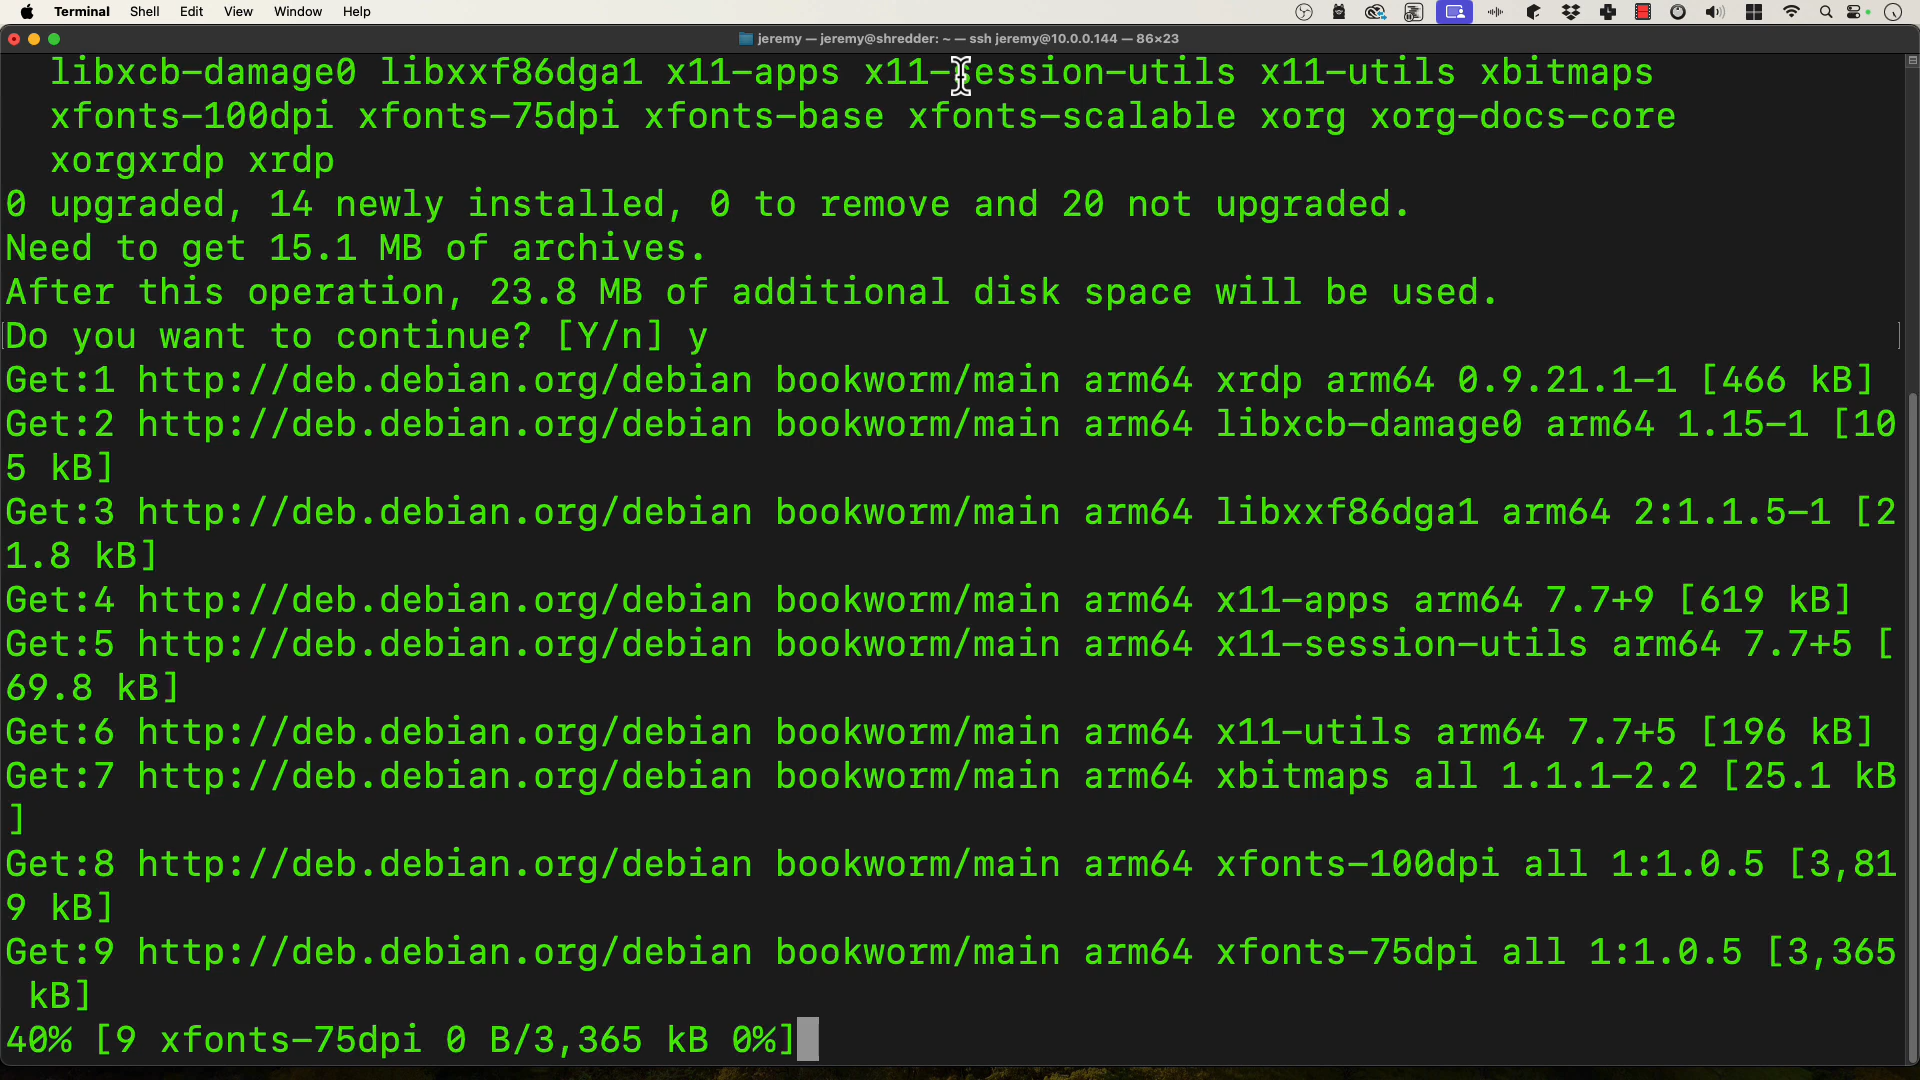 Terminal Shell Edit View Window Help
jeremy — jeremy@shredder: ~ — ssh jeremy@10.0.0.144 — 86×23
libxcb-damage0 libxxf86dga1 x11-apps x11-session-utils x11-utils xbitmaps
xfonts-100dpi xfonts-75dpi xfonts-base xfonts-scalable xorg xorg-docs-core
xorgxrdp xrdp
0 upgraded, 14 newly installed, 0 to remove and 20 not upgraded.
Need to get 15.1 MB of archives.
After this operation, 23.8 MB of additional disk space will be used.
Do you want to continue? [Y/n] y
Get:1 http://deb.debian.org/debian bookworm/main arm64 xrdp arm64 0.9.21.1-1 [466 kB]
Get:2 http://deb.debian.org/debian bookworm/main arm64 libxcb-damage0 arm64 1.15-1 [10
5 kB]
Get:3 http://deb.debian.org/debian bookworm/main arm64 libxxf86dga1 arm64 2:1.1.5-1 [2
1.8 kB]
Get:4 http://deb.debian.org/debian bookworm/main arm64 x11-apps arm64 7.7+9 [619 kB]
Get:5 http://deb.debian.org/debian bookworm/main arm64 x11-session-utils arm64 7.7+5 [
69.8 kB]
Get:6 http://deb.debian.org/debian bookworm/main arm64 x11-utils arm64 7.7+5 [196 kB]
Get:7 http://deb.debian.org/debian bookworm/main arm64 xbitmaps all 1.1.1-2.2 [25.1 kB
]
Get:8 http://deb.debian.org/debian bookworm/main arm64 xfonts-100dpi all 1:1.0.5 [3,81
9 kB]
Get:9 http://deb.debian.org/debian bookworm/main arm64 xfonts-75dpi all 1:1.0.5 [3,365
kB]
40% [9 xfonts-75dpi 0 B/3,365 kB 0%]